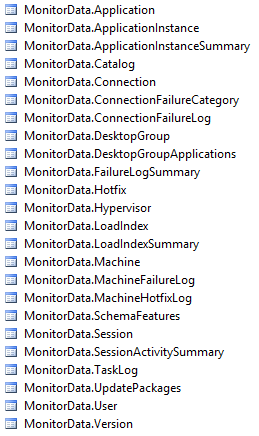 MonitorData.Application
MonitorData.ApplicationInstance
MonitorData.ApplicationInstanceSummary
MonitorData.Catalog
MonitorData.Connection
MonitorData.ConnectionFailureCategory
MonitorData.ConnectionFailureLog
MonitorData.DesktopGroup
MonitorData.DesktopGroupApplications
MonitorData.FailureLogSummary
MonitorData.Hotfix
MonitorData.Hypervisor
MonitorData.LoadIndex
MonitorData.LoadIndexSummary
MonitorData.Machine
MonitorData.MachineFailureLog
MonitorData.MachineHotfixLog
MonitorData.SchemaFeatures
MonitorData.Session
MonitorData.SessionActivitySummary
MonitorData.TaskLog
MonitorData.UpdatePackages
MonitorData.User
MonitorData.Version